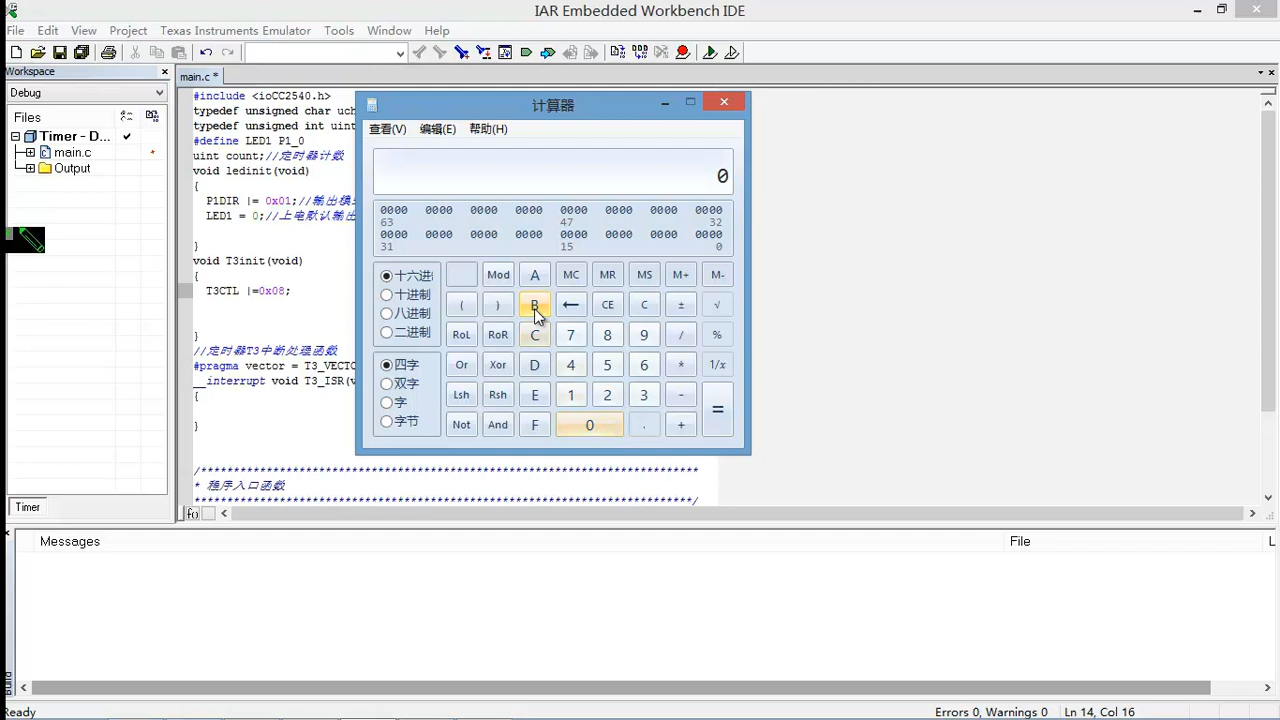 IAR Embedded Workbench IDE
File Edit View Project Texas Instruments Emulator Tools Window Help
Workspace
main.c *
Debug
Files
Timer - D...
main.c
Output
Timer
#include <ioCC2540.h>
typedef unsigned char uch
typedef unsigned int uint
#define LED1 P1_0
uint count;//定时器计数
void ledinit(void)
{
P1DIR |= 0x01;//输出模
LED1 = 0;//上电默认输出
}
void T3init(void)
{
T3CTL |=0x08;
}
//定时器T3中断处理函数
#pragma vector = T3_VECTO
__interrupt void T3_ISR(v
{
}
/***************************************************************************
* 程序入口函数
***************************************************************************/
计算器
查看(V) 编辑(E) 帮助(H)
0
0000 0000 0000 0000 0000 0000 0000 0000
63 47 32
0000 0000 0000 0000 0000 0000 0000 0000
31 15 0
十六进
十进制
八进制
二进制
四字
双字
字
字节
Mod A MC MR MS M+ M-
( ) B ← CE C ± √
RoL RoR C 7 8 9 / %
Or Xor D 4 5 6 * 1/x
Lsh Rsh E 1 2 3 - =
Not And F 0 . +
Messages File L
Build
Ready
Errors 0, Warnings 0 Ln 14, Col 16